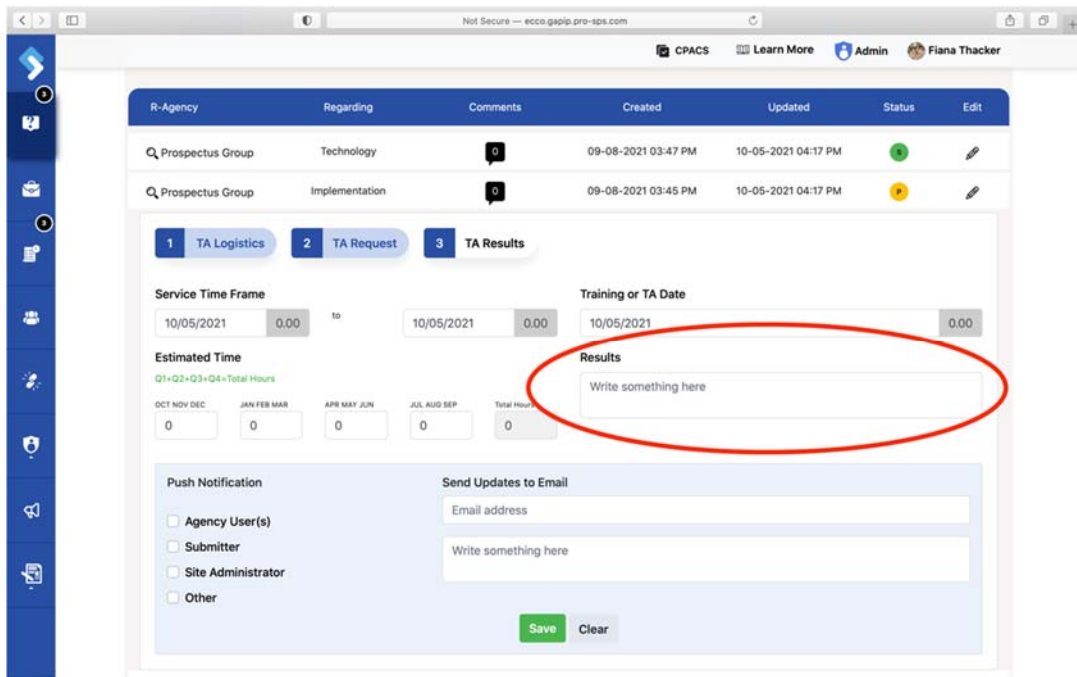 Not Secure — ecco.gapip.pro-sps.com
CPACS Learn More Admin Fiana Thacker
3
3
R-Agency Regarding Comments Created Updated Status Edit
Prospectus Group Technology 0 09-08-2021 03:47 PM 10-05-2021 04:17 PM S
Prospectus Group Implementation 0 09-08-2021 03:45 PM 10-05-2021 04:17 PM P
1 TA Logistics 2 TA Request 3 TA Results
Service Time Frame Training or TA Date
10/05/2021 0.00 to 10/05/2021 0.00 10/05/2021 0.00
Estimated Time Results
Q1+Q2+Q3+Q4=Total Hours
Write something here
OCT NOV DEC JAN FEB MAR APR MAY JUN JUL AUG SEP Total Hours
0 0 0 0 0
Push Notification Send Updates to Email
Email address
Agency User(s)
Submitter Write something here
Site Administrator
Other
Save Clear